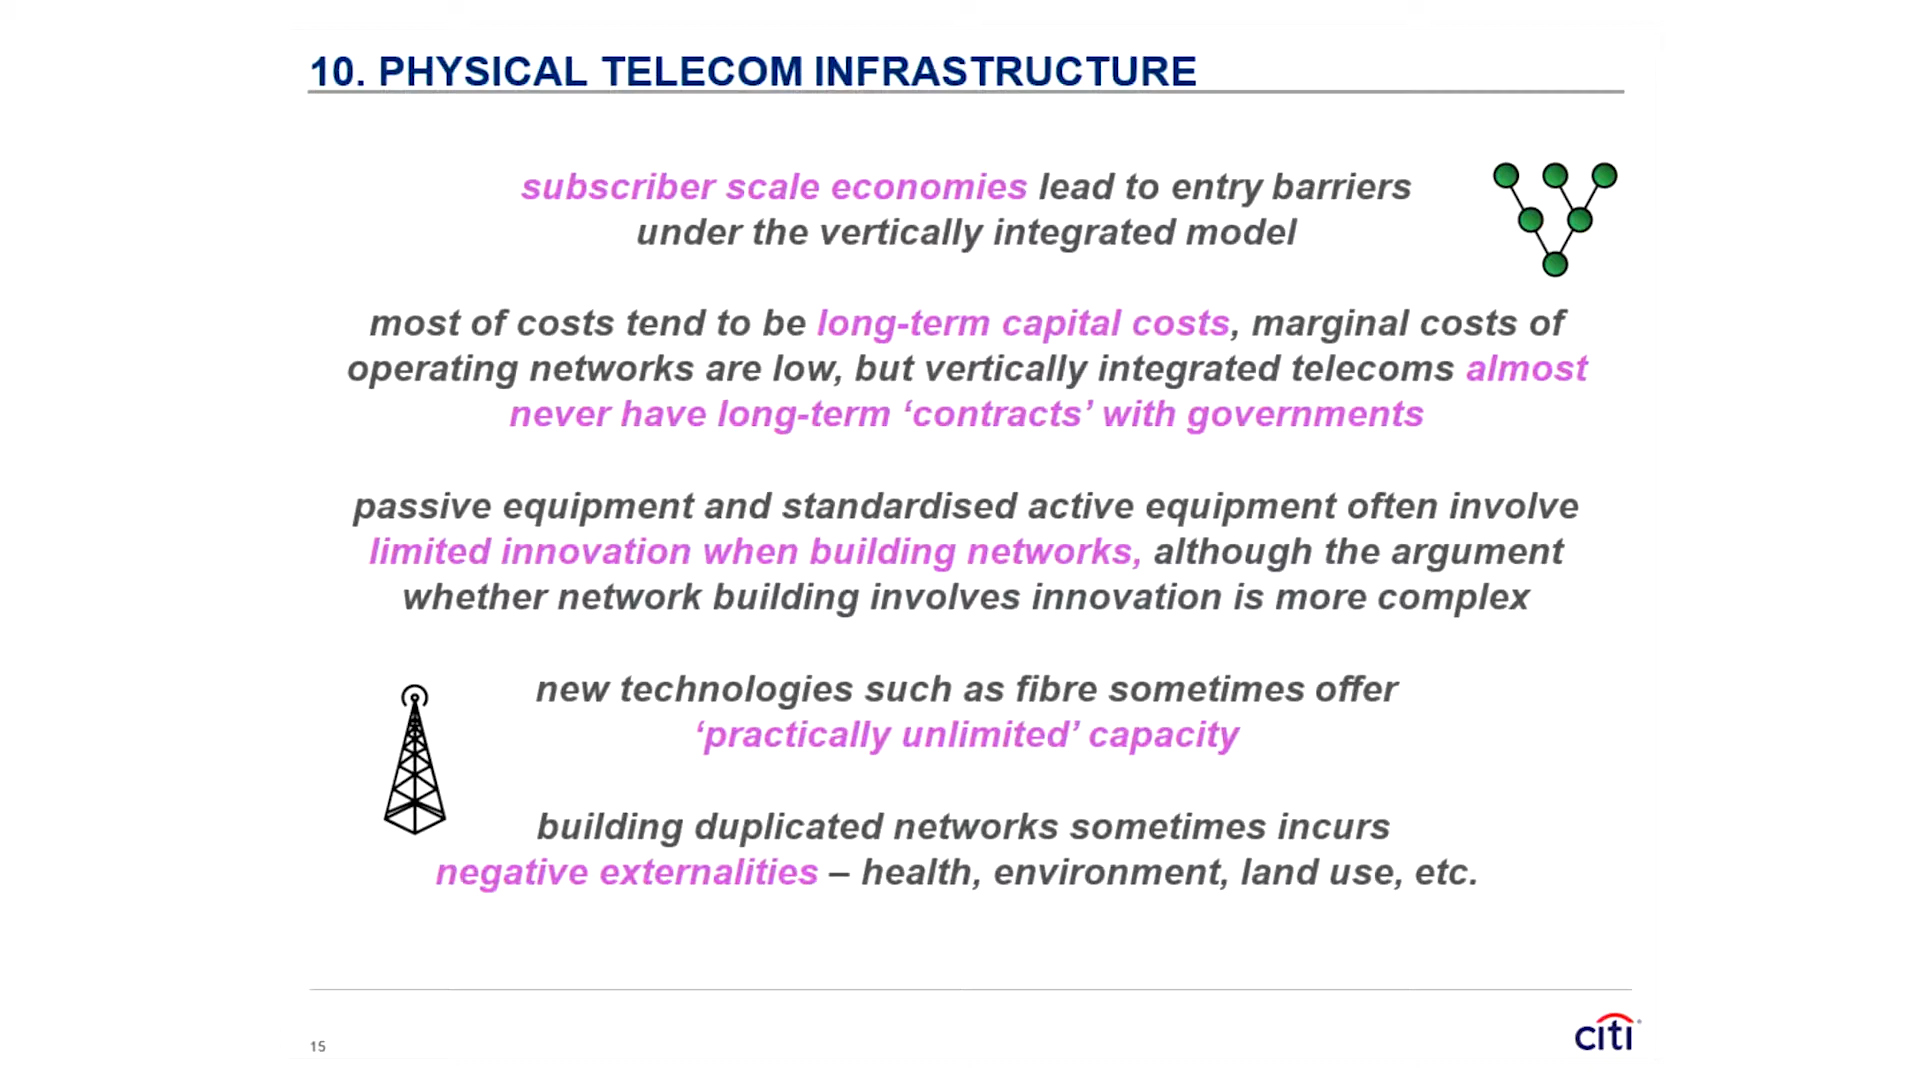 10. PHYSICAL TELECOM INFRASTRUCTURE
subscriber scale economies lead to entry barriers
under the vertically integrated model
most of costs tend to be long-term capital costs, marginal costs of
operating networks are low, but vertically integrated telecoms almost
never have long-term ‘contracts’ with governments
passive equipment and standardised active equipment often involve
limited innovation when building networks, although the argument
whether network building involves innovation is more complex
new technologies such as fibre sometimes offer
‘practically unlimited’ capacity
building duplicated networks sometimes incurs
negative externalities – health, environment, land use, etc.
15
citi